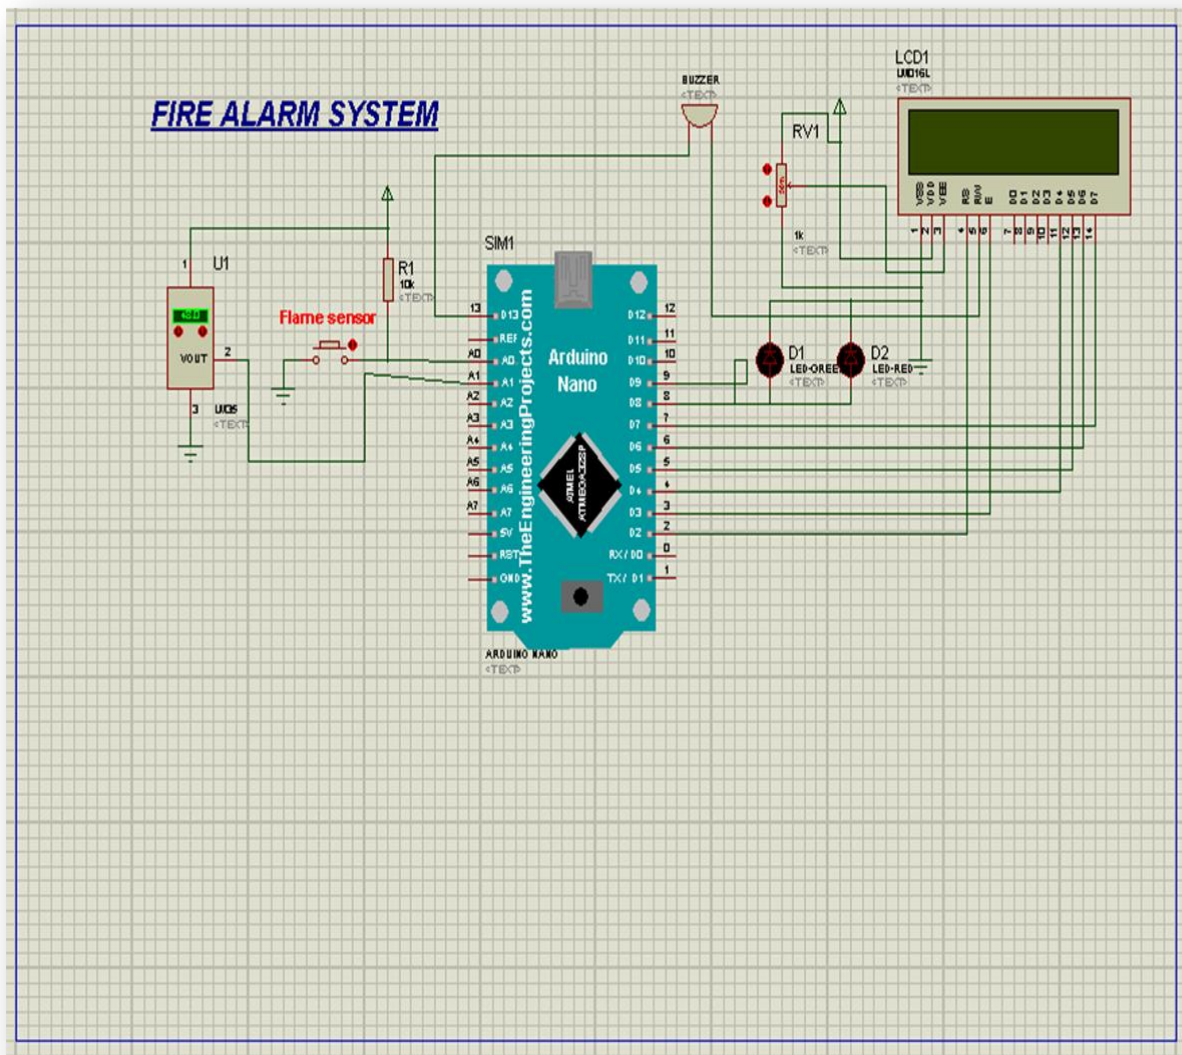 FIRE ALARM SYSTEM
BUZZER
<TEXT>
LCD1
LM016L
<TEXT>
RV1
1k
<TEXT>
VSS
VDD
VEE
RS
RW
E
D0
D1
D2
D3
D4
D5
D6
D7
1
2
3
4
5
6
7
8
9
10
11
12
13
14
U1
1
VOUT
2
3
<TEXT>
R1
10k
<TEXT>
Flame sensor
SIM1
www.TheEngineeringProjects.com
Arduino
Nano
ATMEL
13
D13
REF
A0
A0
A1
A1
A2
A2
A3
A3
A4
A4
A5
A5
A6
A6
A7
A7
5V
RST
GND
D12
12
D11
11
D10
10
D9
9
D8
8
D7
7
D6
6
D5
5
D4
4
D3
3
D2
2
RX/D0
0
TX/D1
1
ARDUINO NANO
<TEXT>
D1
LED-GREE
<TEXT>
D2
LED-RED
<TEXT>